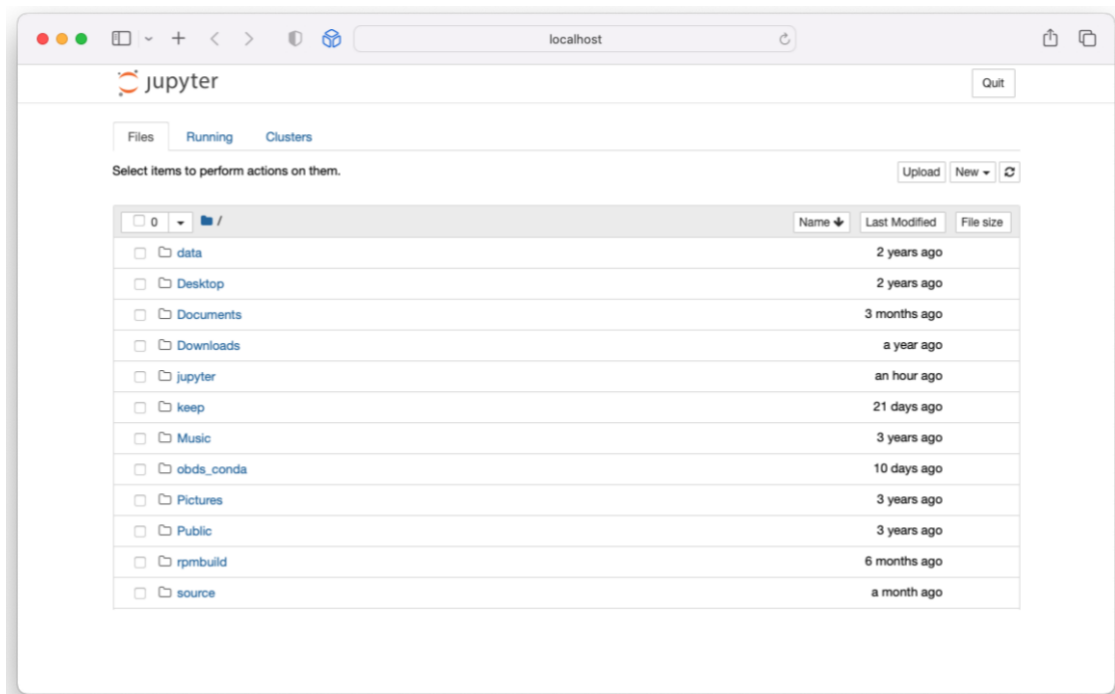 localhost
jupyter
Quit
Files Running Clusters
Select items to perform actions on them.
Upload New
0 / Name Last Modified File size
data 2 years ago
Desktop 2 years ago
Documents 3 months ago
Downloads a year ago
jupyter an hour ago
keep 21 days ago
Music 3 years ago
obds_conda 10 days ago
Pictures 3 years ago
Public 3 years ago
rpmbuild 6 months ago
source a month ago